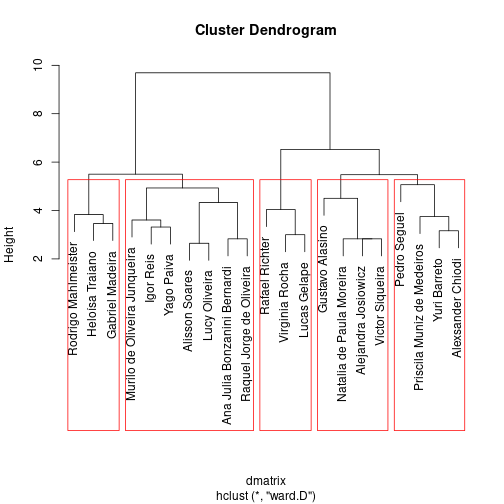 Cluster Dendrogram
Height
10
8
6
4
2
Rodrigo Mahlmeister
Heloisa Traiano
Gabriel Madeira
Murillo de Oliveira Junqueira
Igor Reis
Yago Paiva
Alisson Soares
Lucy Oliveira
Ana Julia Bonzanini Bernardi
Raquel Jorge de Oliveira
Rafael Richter
Virginia Rocha
Lucas Gelape
Gustavo Alasino
Natalia de Paula Moreira
Alejandra Josiowicz
Victor Siqueira
Pedro Seguel
Priscila Muniz de Medeiros
Yuri Barreto
Alexsander Chiodi
dmatrix
hclust (*, "ward.D")